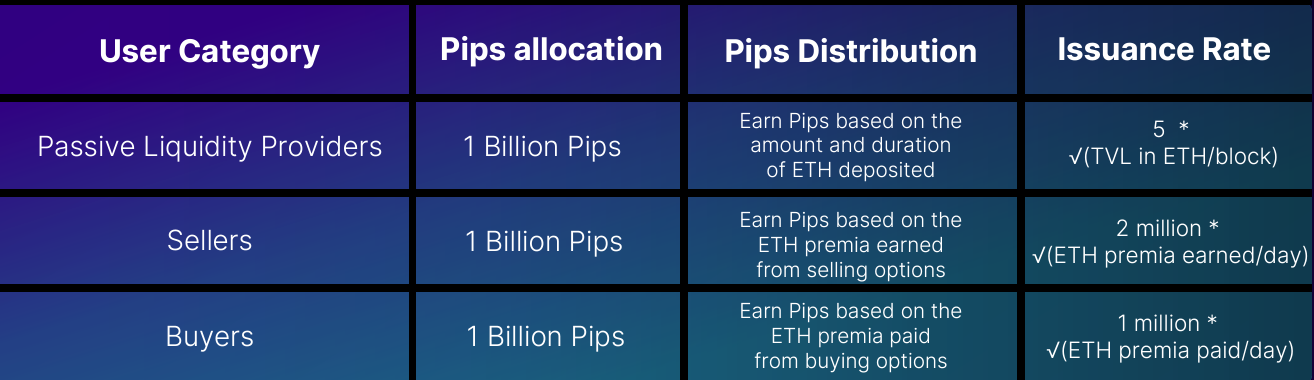 User Category
Pips allocation
Pips Distribution
Issuance Rate
Passive Liquidity Providers
1 Billion Pips
Earn Pips based on the
amount and duration
of ETH deposited
5 *
√(TVL in ETH/block)
Sellers
1 Billion Pips
Earn Pips based on the
ETH premia earned
from selling options
2 million *
√(ETH premia earned/day)
Buyers
1 Billion Pips
Earn Pips based on the
ETH premia paid
from buying options
1 million *
√(ETH premia paid/day)